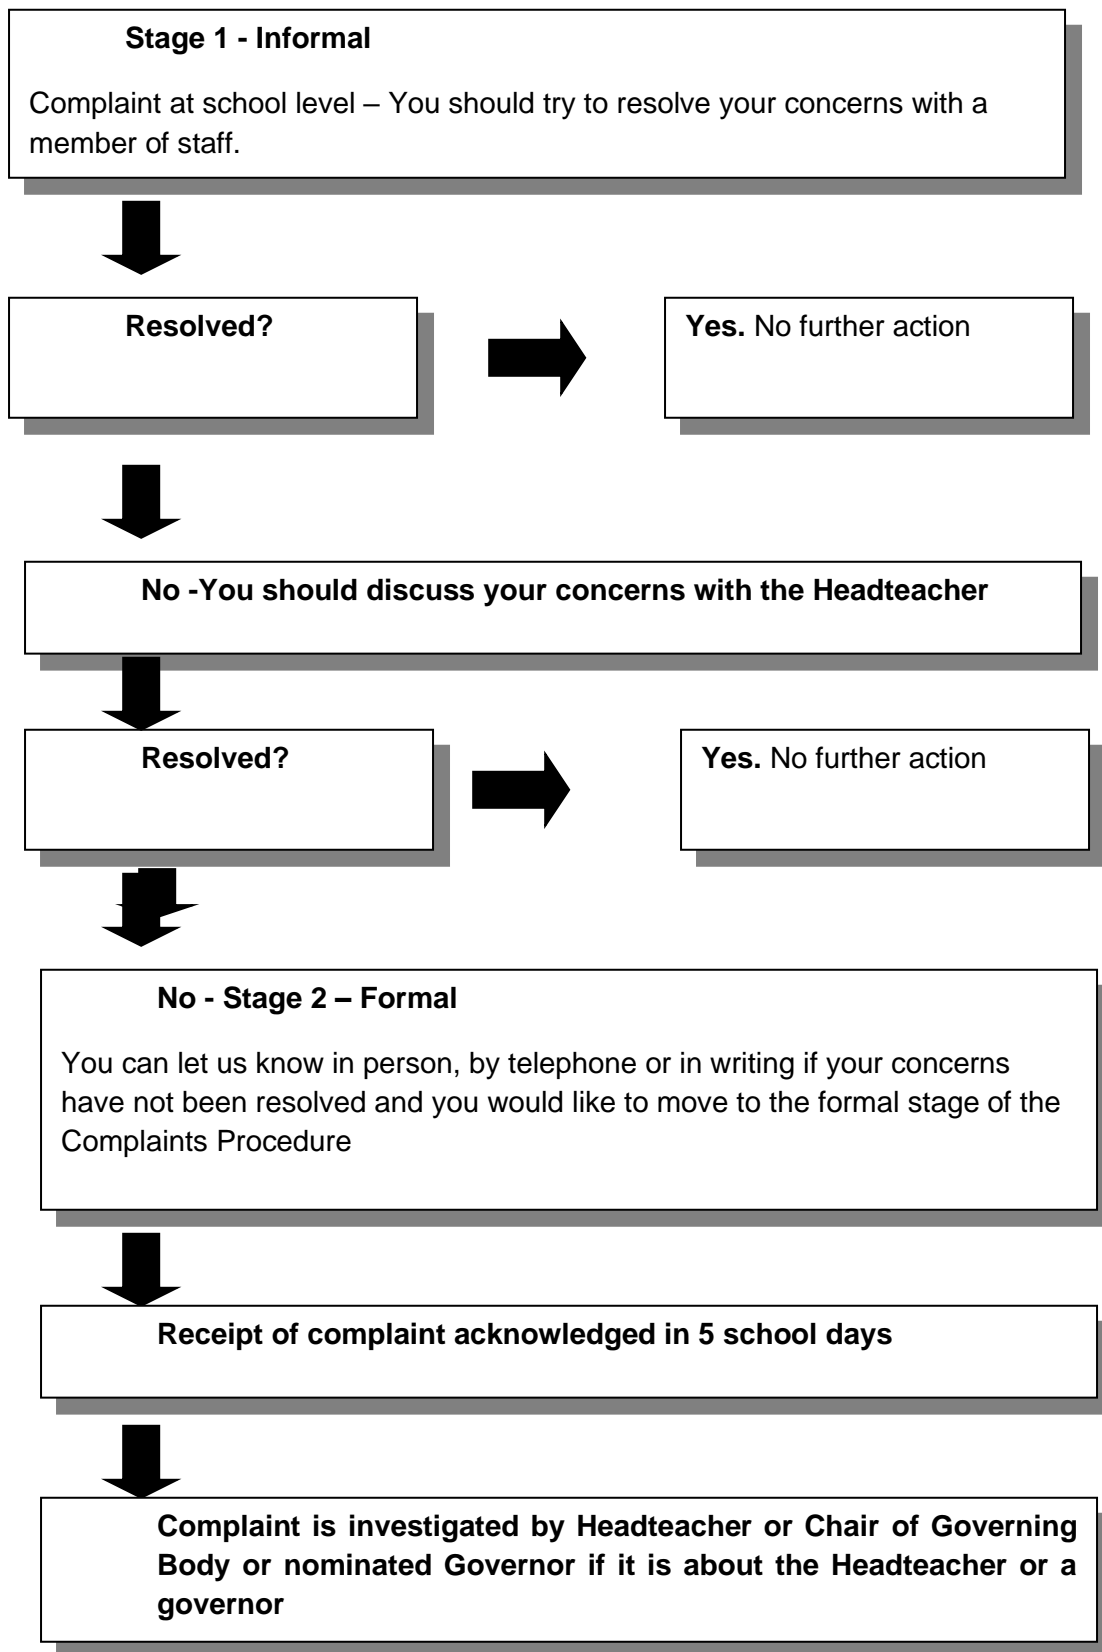 Stage 1 - Informal
Complaint at school level – You should try to resolve your concerns with a
member of staff.
Resolved?
Yes. No further action
No -You should discuss your concerns with the Headteacher
Resolved?
Yes. No further action
No - Stage 2 – Formal
You can let us know in person, by telephone or in writing if your concerns
have not been resolved and you would like to move to the formal stage of the
Complaints Procedure
Receipt of complaint acknowledged in 5 school days
Complaint is investigated by Headteacher or Chair of Governing
Body or nominated Governor if it is about the Headteacher or a
governor